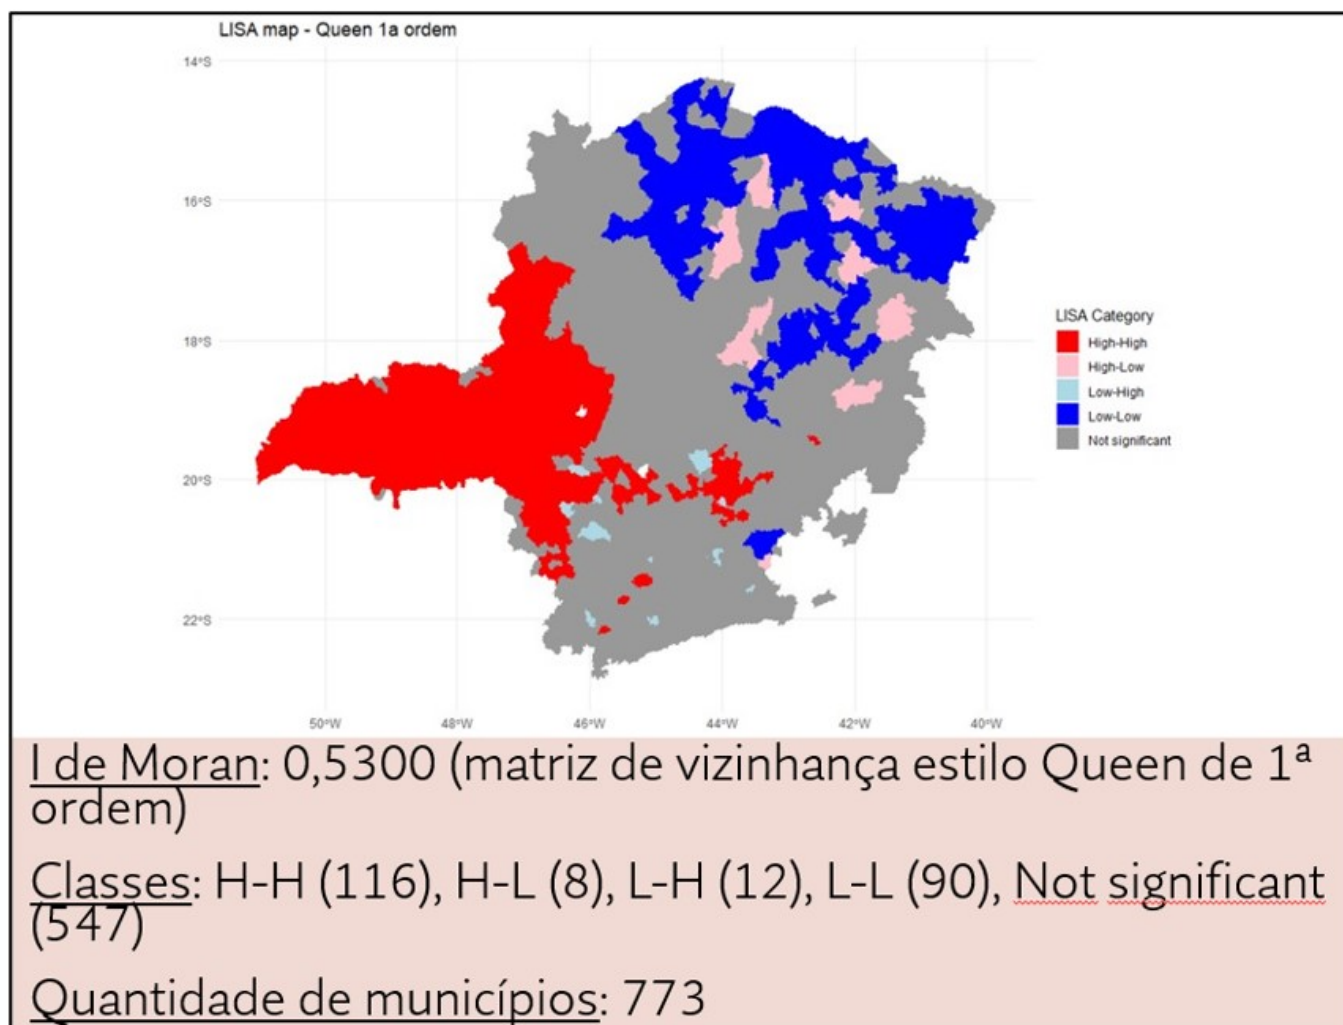 LISA map - Queen 1a ordem
14°S
16°S
18°S
20°S
22°S
50°W
48°W
46°W
44°W
42°W
40°W
LISA Category
High-High
High-Low
Low-High
Low-Low
Not significant
I de Moran: 0,5300 (matriz de vizinhança estilo Queen de 1ª
ordem)
Classes: H-H (116), H-L (8), L-H (12), L-L (90), Not significant
(547)
Quantidade de municípios: 773